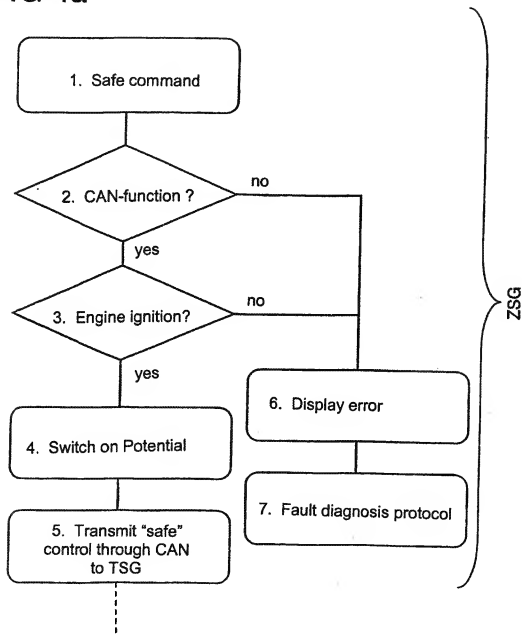 1. Safe command
2. CAN-function ?
no
yes
3. Engine ignition?
no
yes
4. Switch on Potential
5. Transmit “safe”
control through CAN
to TSG
6. Display error
7. Fault diagnosis protocol
ZSG